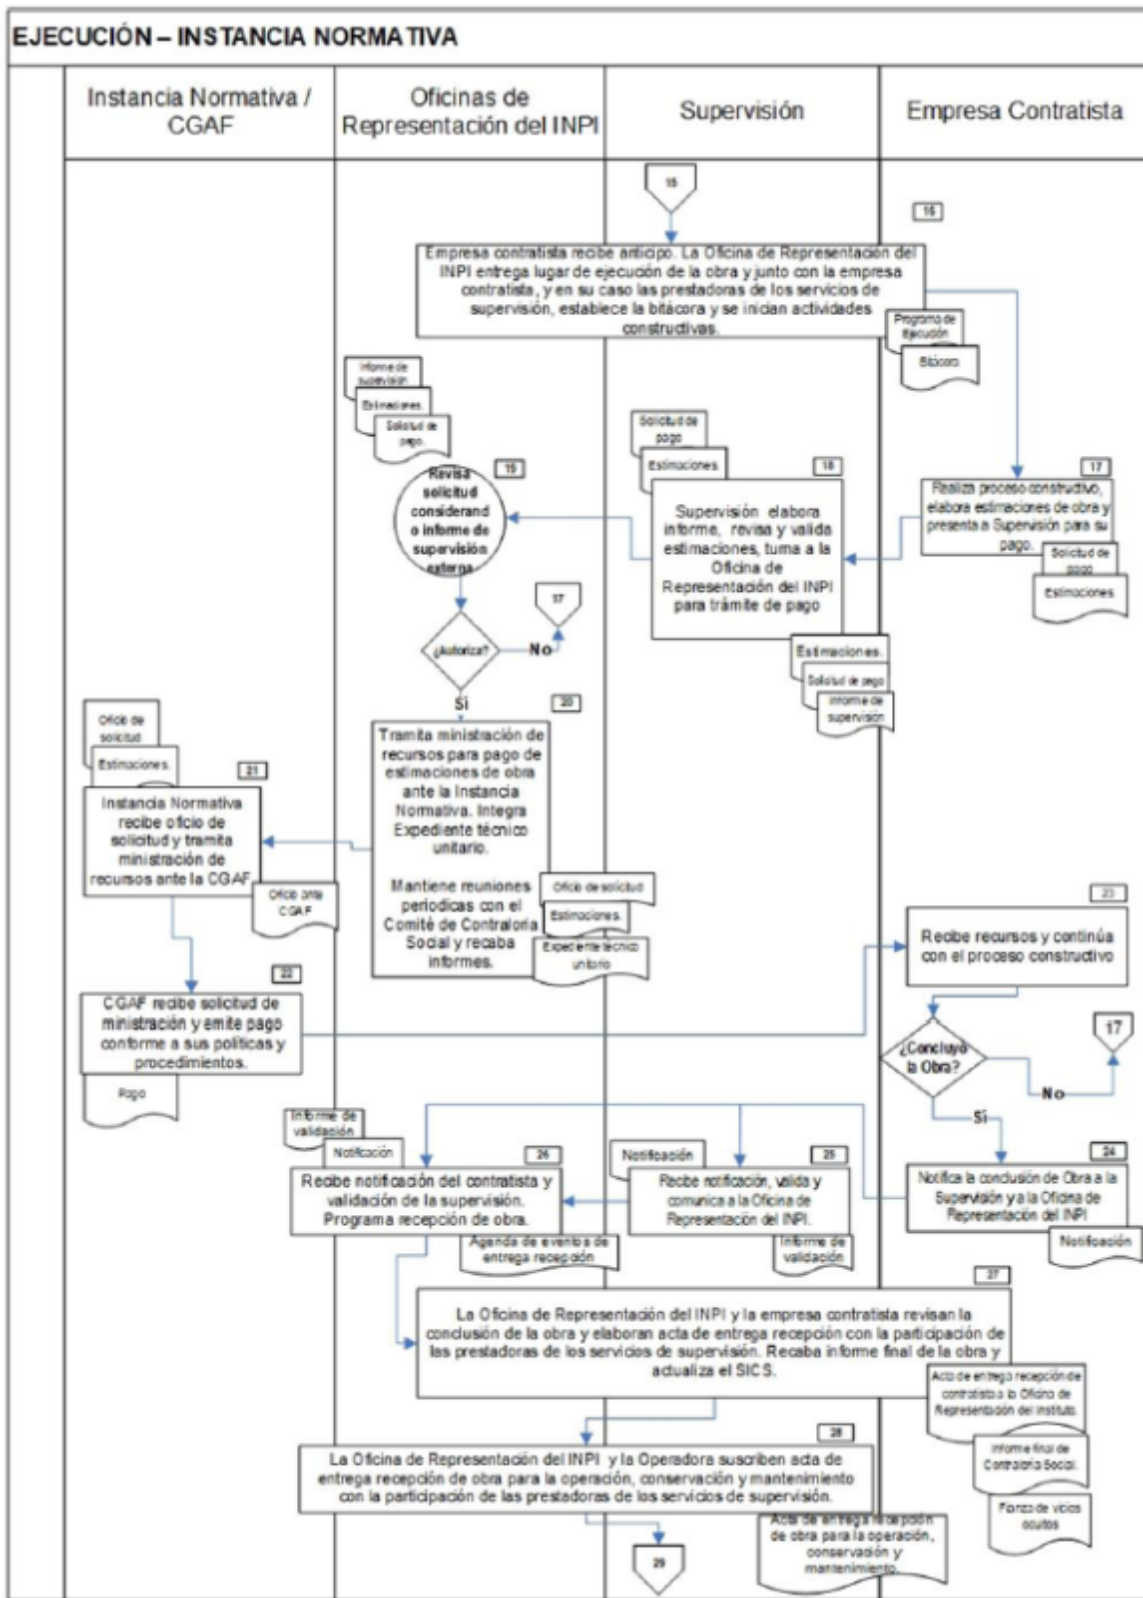 EJECUCIÓN – INSTANCIA NORMATIVA
Instancia Normativa /
CGAF
Oficinas de
Representación del INPI
Supervisión
Empresa Contratista
15
16
Empresa contratista recibe anticipo. La Oficina de Representación del
INPI entrega lugar de ejecución de la obra y junto con la empresa
contratista, y en su caso las prestadoras de los servicios de
supervisión, establece la bitácora y se inician actividades
constructivas.
Programa de
Ejecución
Bitácora
17
Realiza proceso constructivo,
elabora estimaciones de obra y
presenta a Supervisión para su
pago.
Solicitud de
pago
Estimaciones
Solicitud de
pago
Estimaciones.
18
Supervisión elabora
informe, revisa y valida
estimaciones, turna a la
Oficina de
Representación del INPI
para trámite de pago
Estimaciones.
Solicitud de pago
Informe de
supervisión
Informe de
supervisión
Estimaciones.
Solicitud de
pago.
19
Revisa
solicitud
considerand
o informe de
supervisión
externa
¿Autoriza?
No
17
Sí
20
Tramita ministración de
recursos para pago de
estimaciones de obra
ante la Instancia
Normativa. Integra
Expediente técnico
unitario.
Mantiene reuniones
periodicas con el
Comité de Contraloría
Social y recaba
informes.
Oficio de solicitud
Estimaciones.
Expediente técnico
unitario
Oficio de
solicitud
Estimaciones.
21
Instancia Normativa
recibe oficio de
solicitud y tramita
ministración de
recursos ante la CGAF
Oficio ante
CGAF
22
CGAF recibe solicitud de
ministración y emite pago
conforme a sus políticas y
procedimientos.
Pago
23
Recibe recursos y continúa
con el proceso constructivo
¿Concluyó
la Obra?
No
17
Sí
24
Notifica la conclusión de Obra a la
Supervisión y a la Oficina de
Representación del INPI
Notificación
Notificación
25
Recibe notificación, valida y
comunica a la Oficina de
Representación del INPI.
Informe de
validación
Informe de
validación
Notificación
26
Recibe notificación del contratista y
validación de la supervisión.
Programa recepción de obra.
Agenda de eventos de
entrega recepción
27
La Oficina de Representación del INPI y la empresa contratista revisan la
conclusión de la obra y elaboran acta de entrega recepción con la participación de
las prestadoras de los servicios de supervisión. Recaba informe final de la obra y
actualiza el SICS.
Acta de entrega recepción de
contratista a la Oficina de
Representación del Instituto.
Informe final de
Contraloría Social.
Fianza de vicios
ocultos
28
La Oficina de Representación del INPI y la Operadora suscriben acta de
entrega recepción de obra para la operación, conservación y mantenimiento
con la participación de las prestadoras de los servicios de supervisión.
Acta de entrega recepción
de obra para la operación,
conservación y
mantenimiento.
29